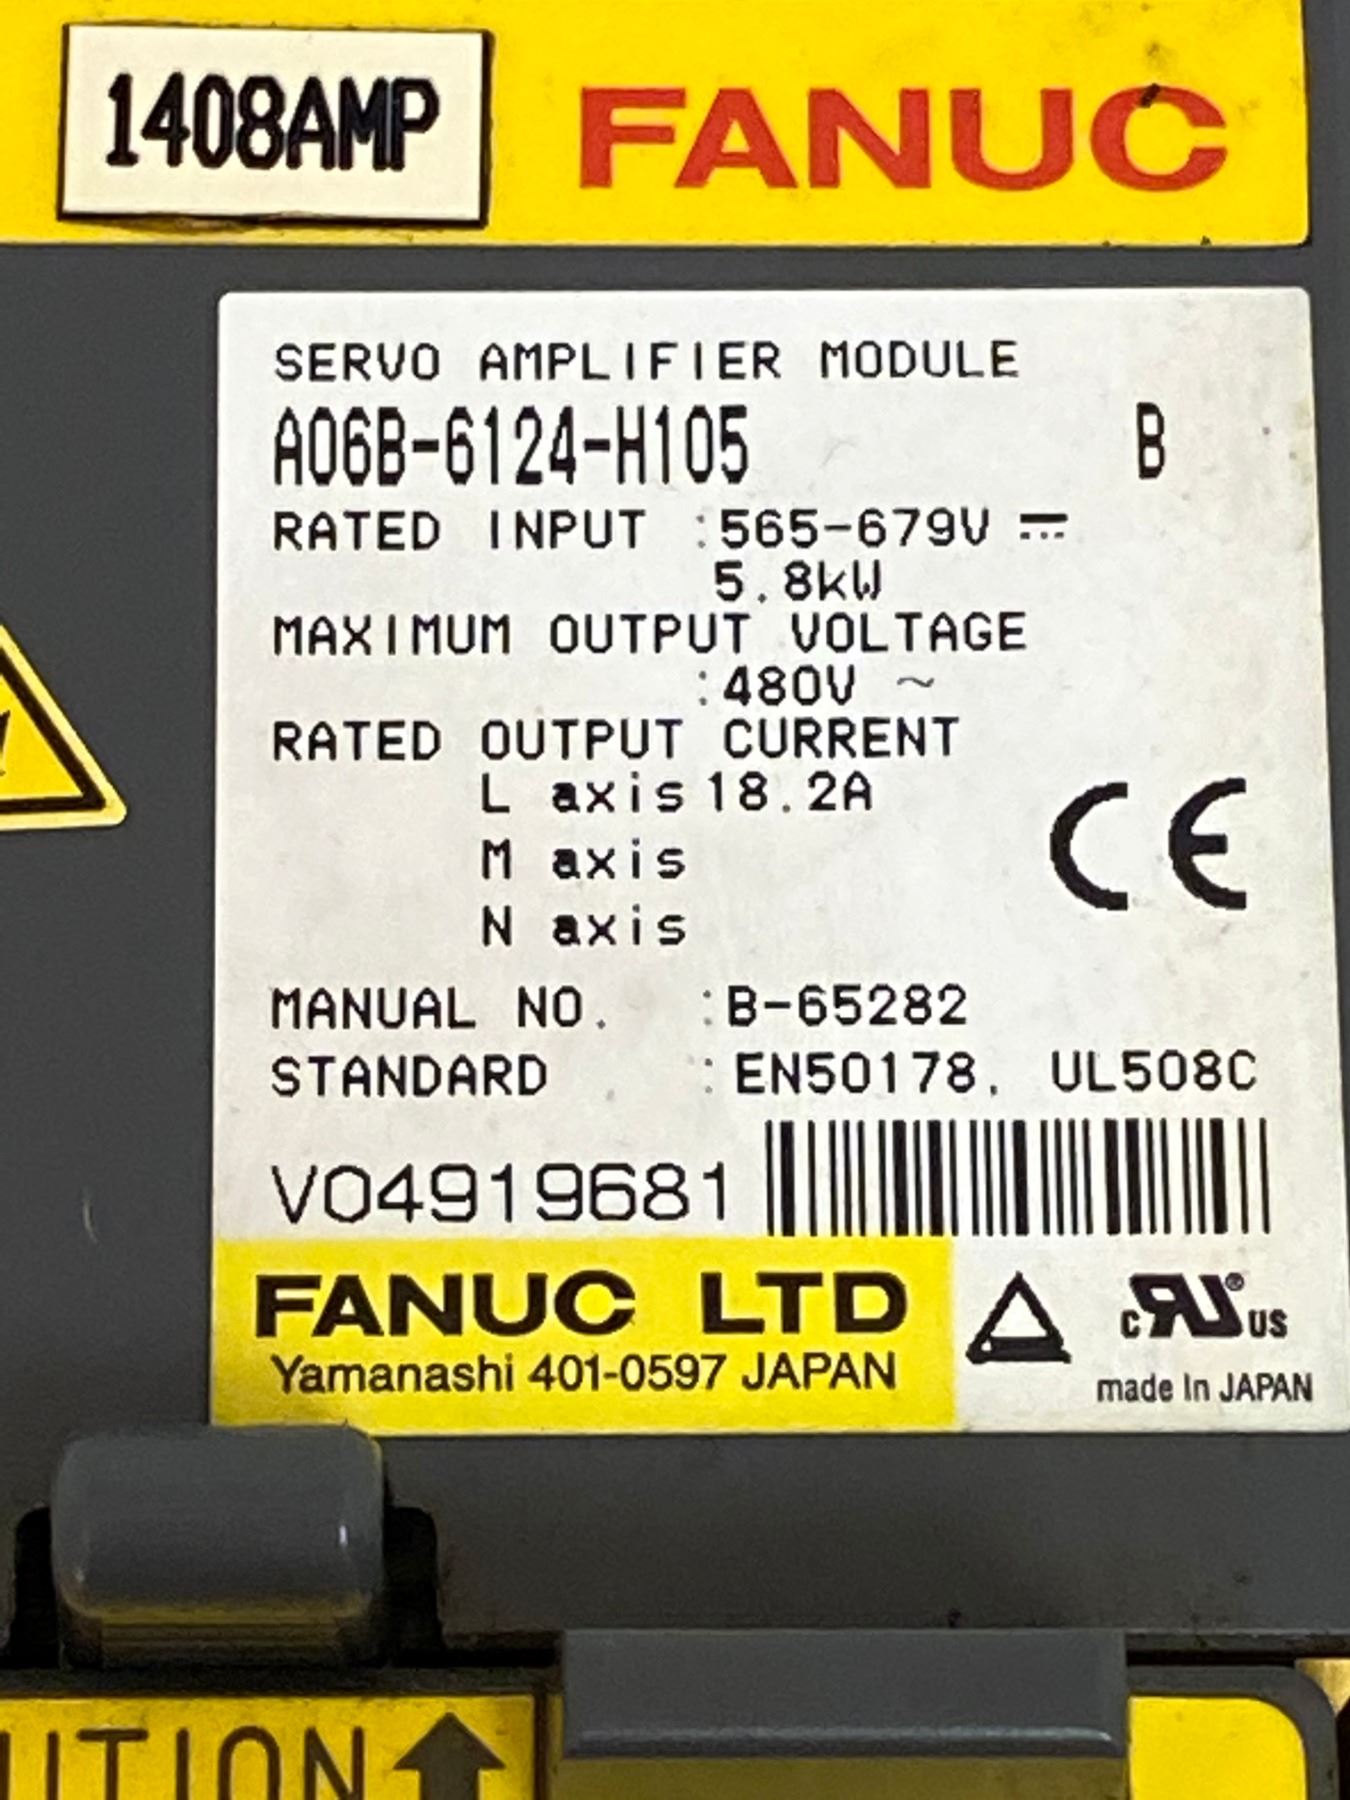 1408AMP
FANUC
SERVO AMPLIFIER MODULE
A06B-6124-H105 B
RATED INPUT :565-679V ⎓
5.8kW
MAXIMUM OUTPUT VOLTAGE
:480V ~
RATED OUTPUT CURRENT
L axis 18.2A
M axis
N axis
CE
MANUAL NO. :B-65282
STANDARD :EN50178, UL508C
V04919681
FANUC LTD
Yamanashi 401-0597 JAPAN
c RU ® US
made in JAPAN
UTION